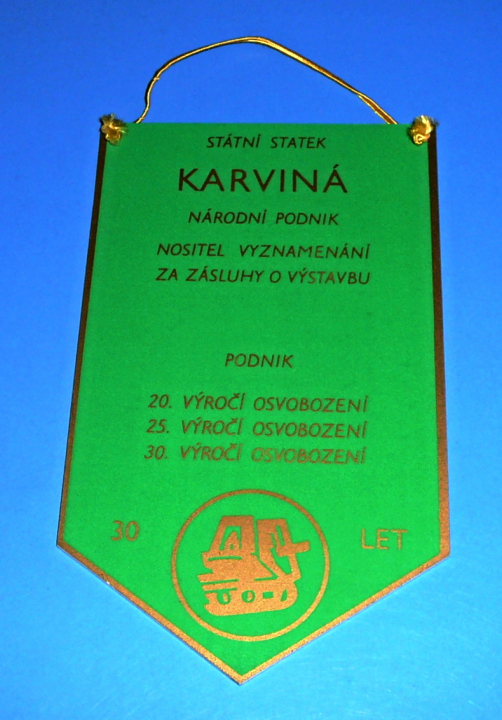 STÁTNÍ STATEK
KARVINÁ
NÁRODNÍ PODNIK
NOSITEL VYZNAMENÁNÍ
ZA ZÁSLUHY O VÝSTAVBU
PODNIK
20. VÝROČÍ OSVOBOZENÍ
25. VÝROČÍ OSVOBOZENÍ
30. VÝROČÍ OSVOBOZENÍ
30 LET